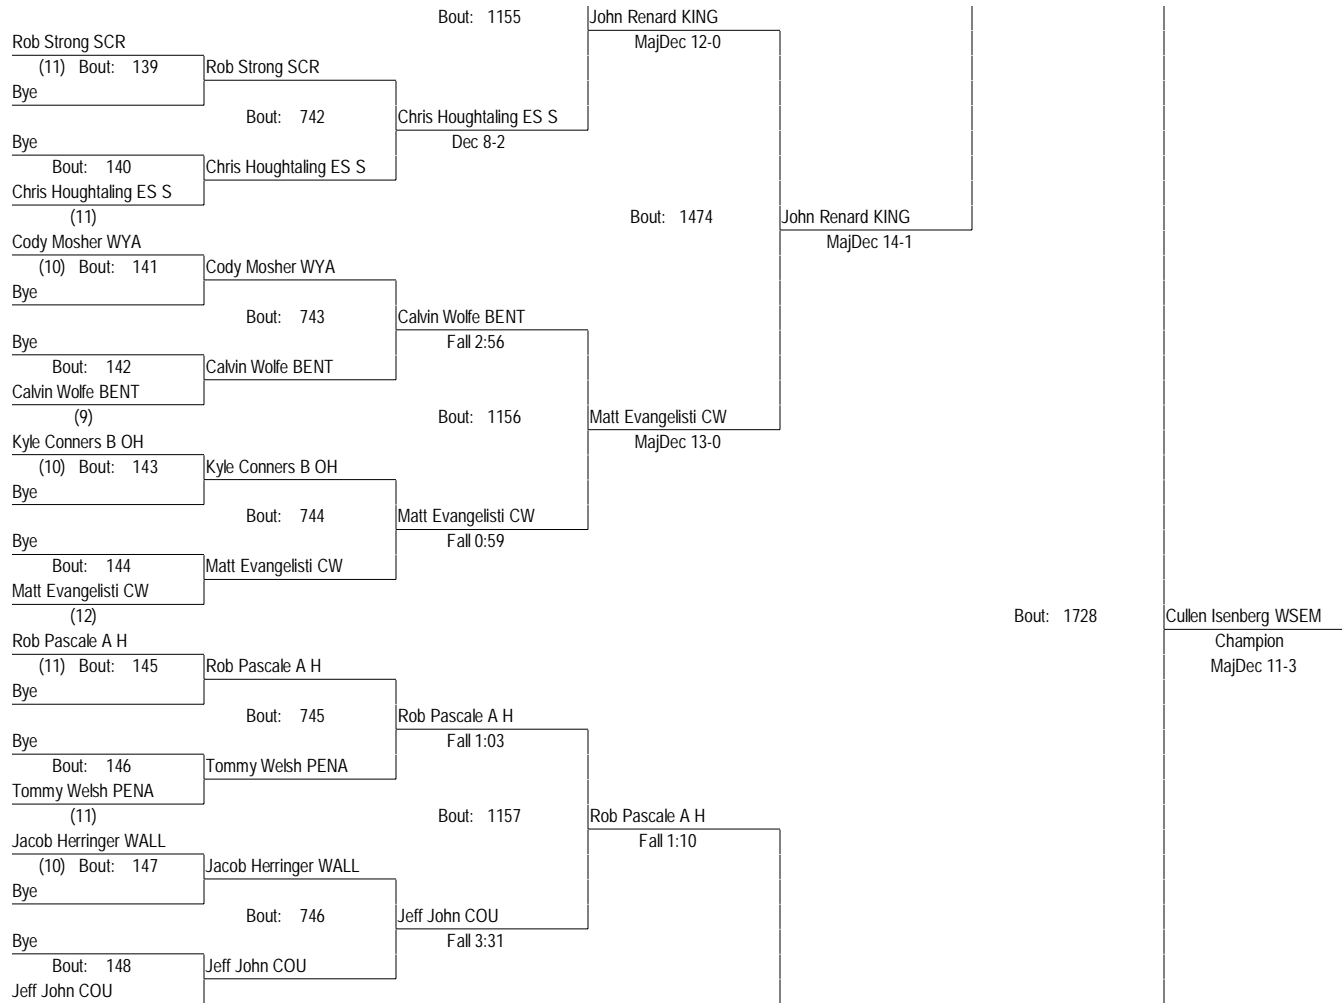 Bout: 1155 John Renard KING
Rob Strong SCR MajDec 12-0
(11) Bout: 139 Rob Strong SCR
Bye
Bout: 742 Chris Houghtaling ES S
Bye Dec 8-2
Bout: 140 Chris Houghtaling ES S
Chris Houghtaling ES S
(11) Bout: 1474 John Renard KING
Cody Mosher WYA MajDec 14-1
(10) Bout: 141 Cody Mosher WYA
Bye
Bout: 743 Calvin Wolfe BENT
Bye Fall 2:56
Bout: 142 Calvin Wolfe BENT
Calvin Wolfe BENT
(9) Bout: 1156 Matt Evangelisti CW
Kyle Conners B OH MajDec 13-0
(10) Bout: 143 Kyle Conners B OH
Bye
Bout: 744 Matt Evangelisti CW
Bye Fall 0:59
Bout: 144 Matt Evangelisti CW
Matt Evangelisti CW
(12) Bout: 1728 Cullen Isenberg WSEM
Rob Pascale A H Champion
(11) Bout: 145 Rob Pascale A H MajDec 11-3
Bye
Bout: 745 Rob Pascale A H
Bye Fall 1:03
Bout: 146 Tommy Welsh PENA
Tommy Welsh PENA
(11) Bout: 1157 Rob Pascale A H
Jacob Herringer WALL Fall 1:10
(10) Bout: 147 Jacob Herringer WALL
Bye
Bout: 746 Jeff John COU
Bye Fall 3:31
Bout: 148 Jeff John COU
Jeff John COU